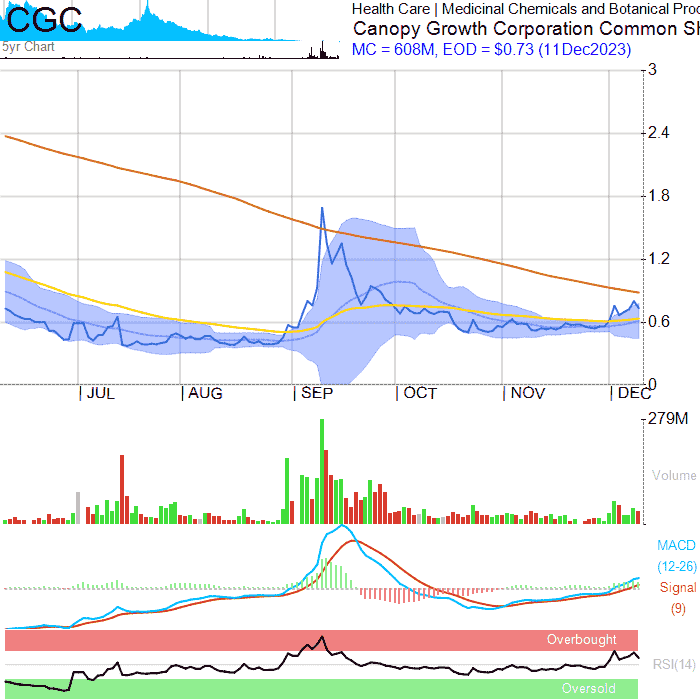 CGC
5yr Chart
Health Care | Medicinal Chemicals and Botanical Proc
Canopy Growth Corporation Common Sh
MC = 608M, EOD = $0.73 (11Dec2023)
3
2.4
1.8
1.2
0.6
0
| JUL | AUG | SEP | OCT | NOV | DEC
279M
Volume
MACD
(12-26)
Signal
(9)
Overbought
RSI(14)
Oversold